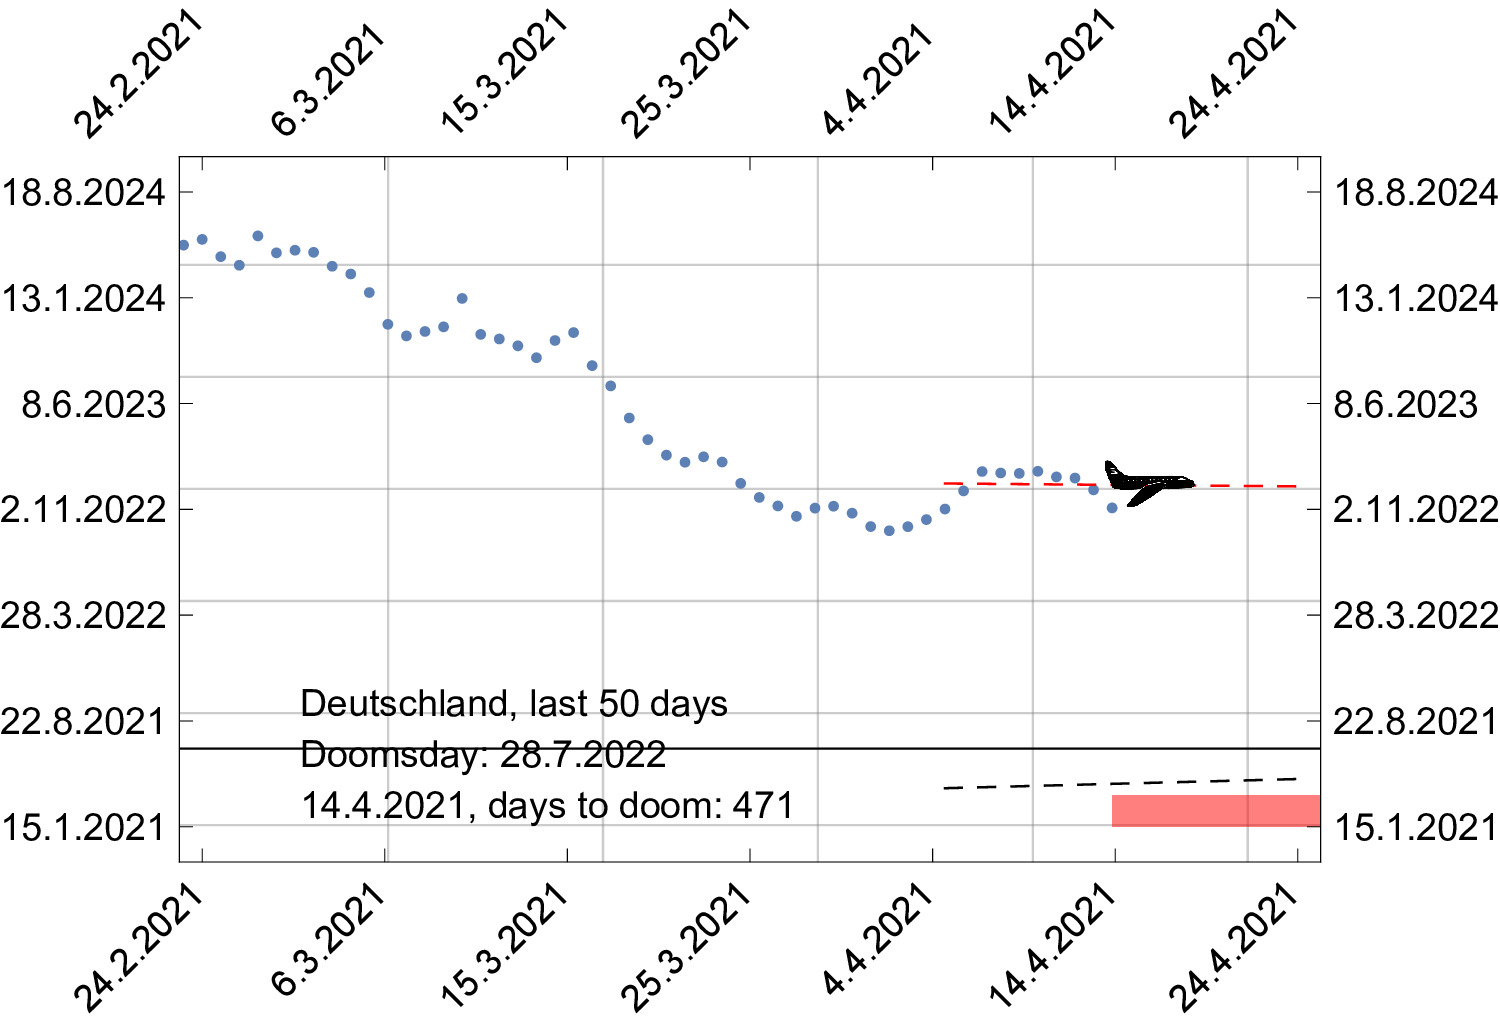 24.2.2021 6.3.2021 15.3.2021 25.3.2021 4.4.2021 14.4.2021 24.4.2021
18.8.2024 18.8.2024
13.1.2024 13.1.2024
8.6.2023 8.6.2023
2.11.2022 2.11.2022
28.3.2022 28.3.2022
Deutschland, last 50 days
22.8.2021 22.8.2021
Doomsday: 28.7.2022
14.4.2021, days to doom: 471
15.1.2021 15.1.2021
24.2.2021 6.3.2021 15.3.2021 25.3.2021 4.4.2021 14.4.2021 24.4.2021